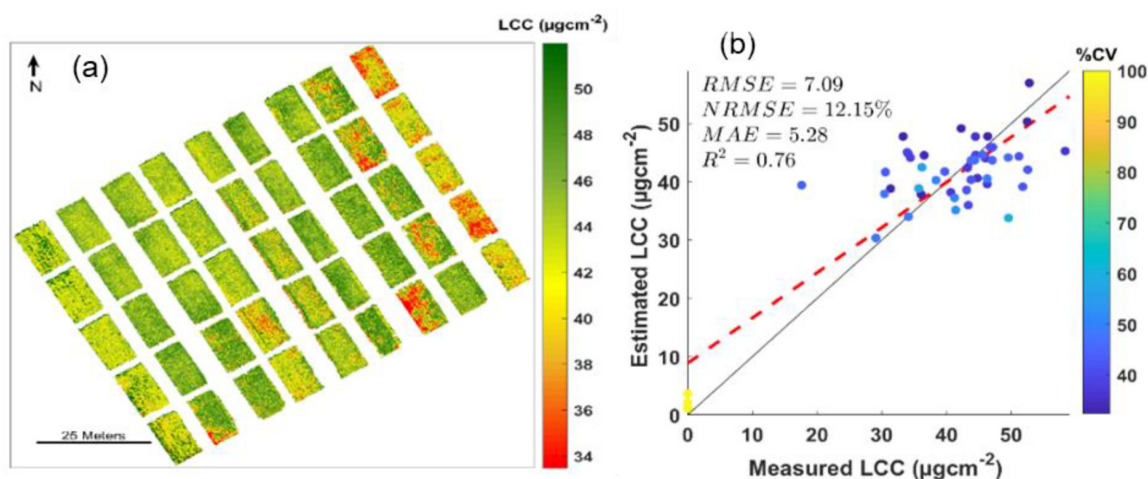 LCC (µgcm-2)
(a)
N
50
48
46
44
42
40
38
36
34
25 Meters
(b)
%CV
RMSE = 7.09
NRMSE = 12.15%
MAE = 5.28
R2 = 0.76
Estimated LCC (µgcm-2)
50
40
30
20
10
0
0
10
20
30
40
50
Measured LCC (µgcm-2)
100
90
80
70
60
50
40